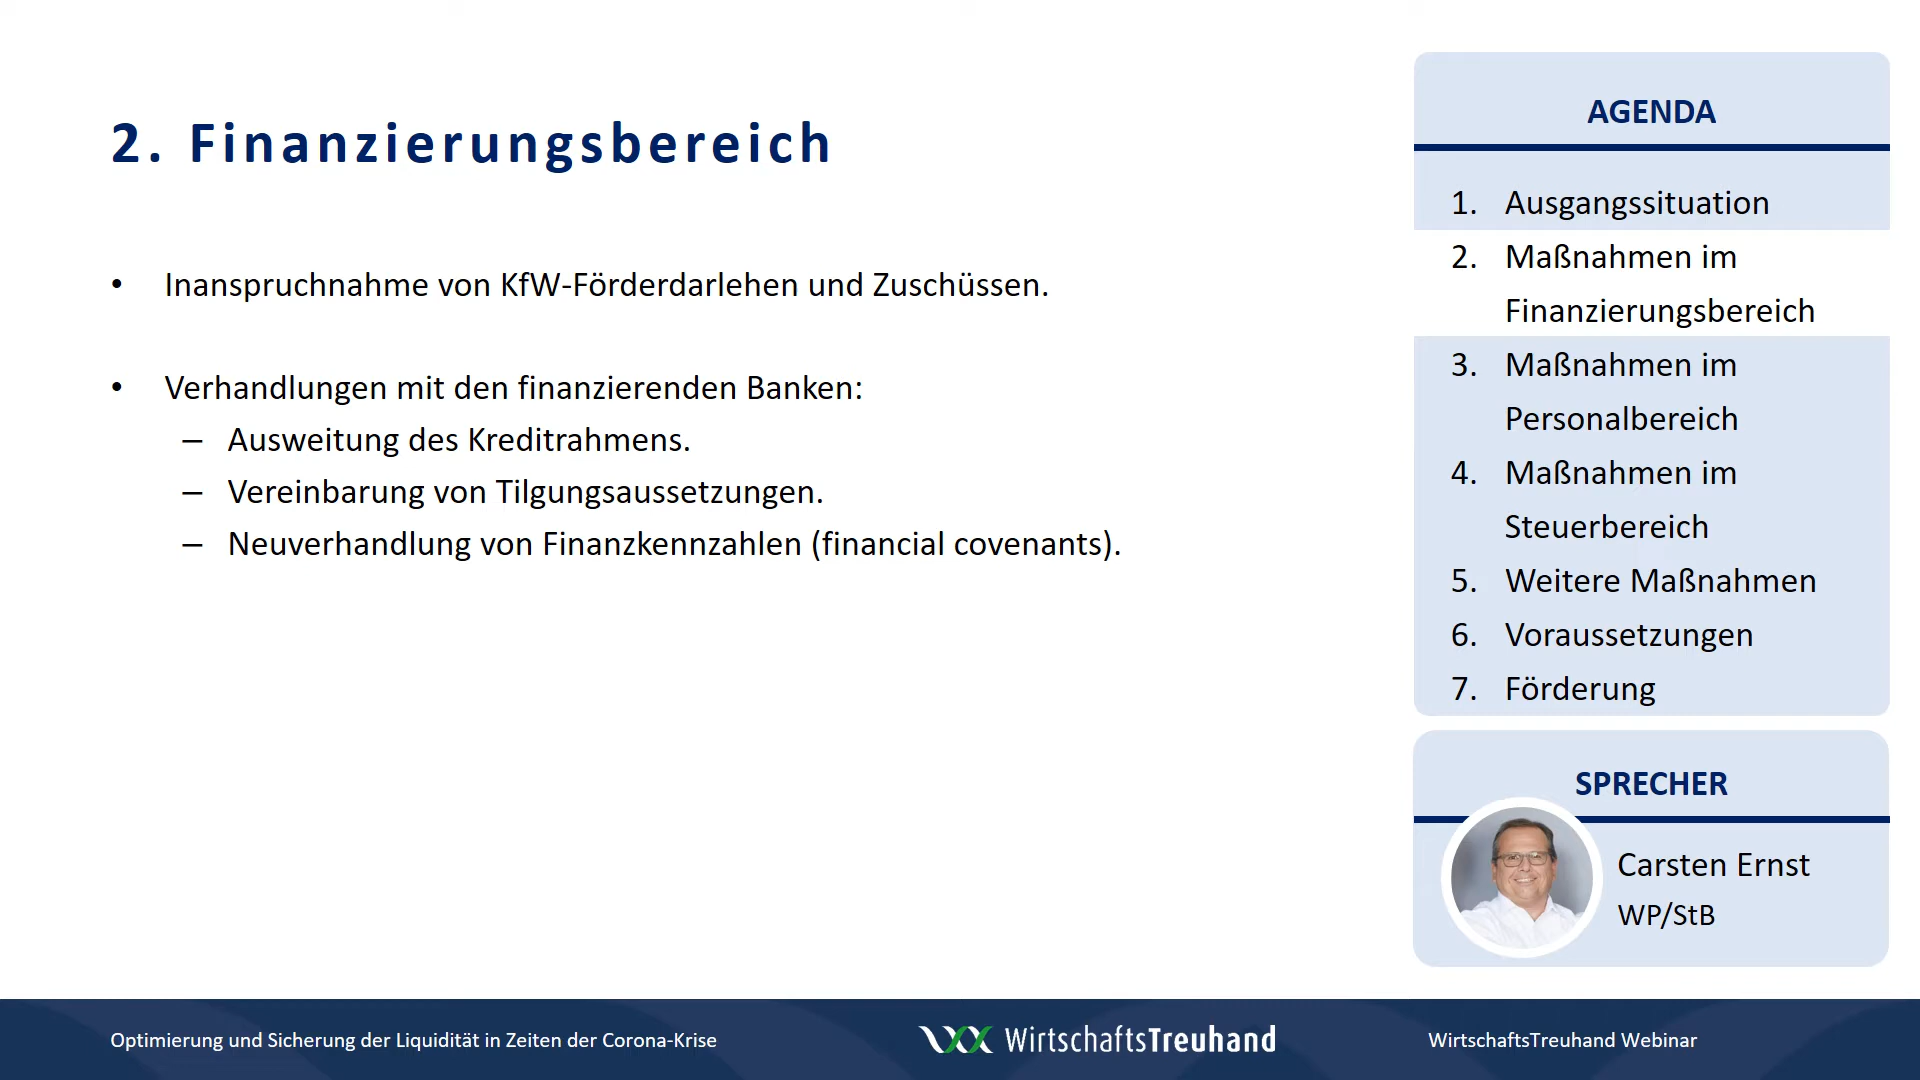 2. Finanzierungsbereich
• Inanspruchnahme von KfW-Förderdarlehen und Zuschüssen.
• Verhandlungen mit den finanzierenden Banken:
– Ausweitung des Kreditrahmens.
– Vereinbarung von Tilgungsaussetzungen.
– Neuverhandlung von Finanzkennzahlen (financial covenants).
AGENDA
1. Ausgangssituation
2. Maßnahmen im
Finanzierungsbereich
3. Maßnahmen im
Personalbereich
4. Maßnahmen im
Steuerbereich
5. Weitere Maßnahmen
6. Voraussetzungen
7. Förderung
SPRECHER
Carsten Ernst
WP/StB
Optimierung und Sicherung der Liquidität in Zeiten der Corona-Krise
WirtschaftsTreuhand
WirtschaftsTreuhand Webinar